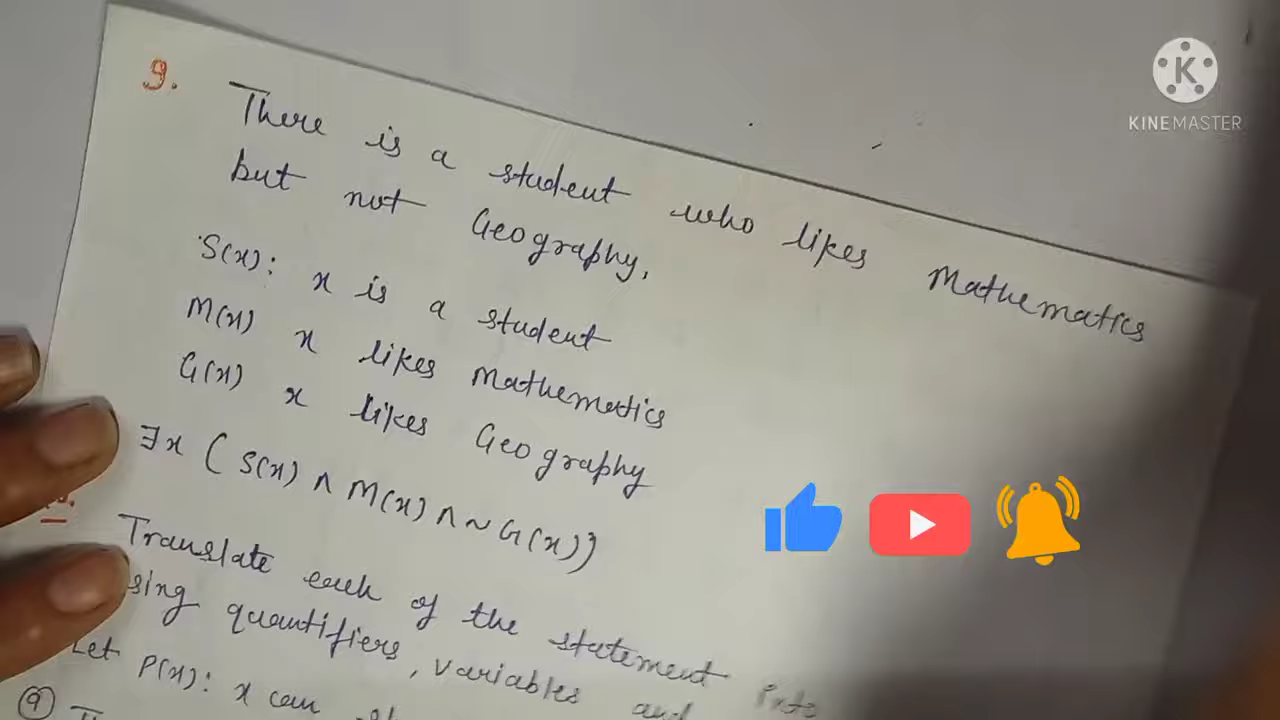 9. There is a student who likes Mathematics
but not Geography,
S(x): x is a student
M(x) x likes Mathematics
G(x) x likes Geography
∃x ( S(x) ∧ M(x) ∧ ~ G(x))
Translate each of the statement into
sing quantifiers, variables and
Let P(x): x can
KINEMASTER